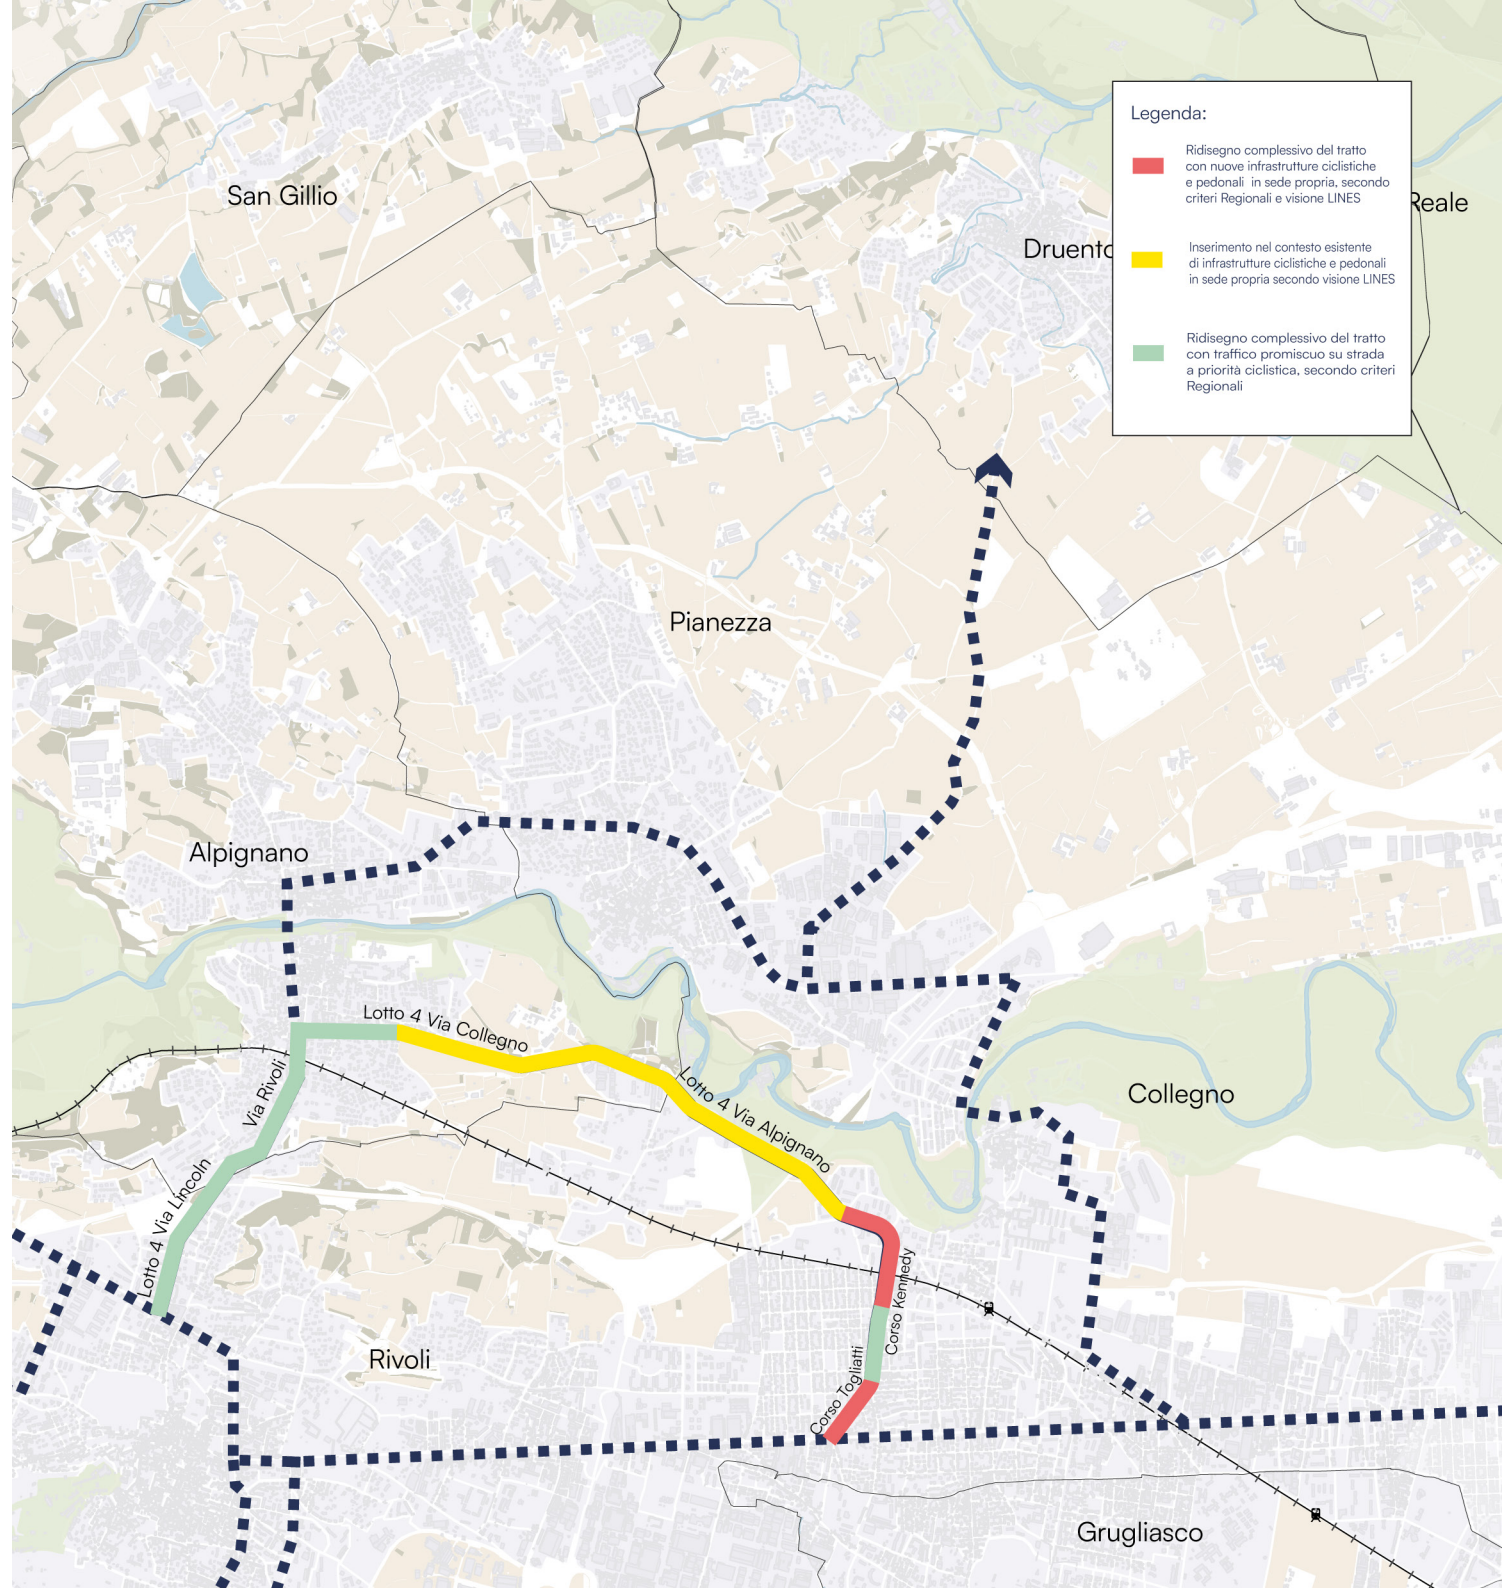 Legenda:
Ridisegno complessivo del tratto
con nuove infrastrutture ciclistiche
e pedonali in sede propria, secondo
criteri Regionali e visione LINES
Reale
San Gillio
Druento
Inserimento nel contesto esistente
di infrastrutture ciclistiche e pedonali
in sede propria secondo visione LINES
Ridisegno complessivo del tratto
con traffico promiscuo su strada
a priorità ciclistica, secondo criteri
Regionali
Pianezza
Alpignano
Lotto 4 Via Collegno
Via Rivoli
Lotto 4 Via Alpignano
Collegno
Lotto 4 Via Lincoln
Corso Kennedy
Rivoli
Corso Togliatti
Grugliasco